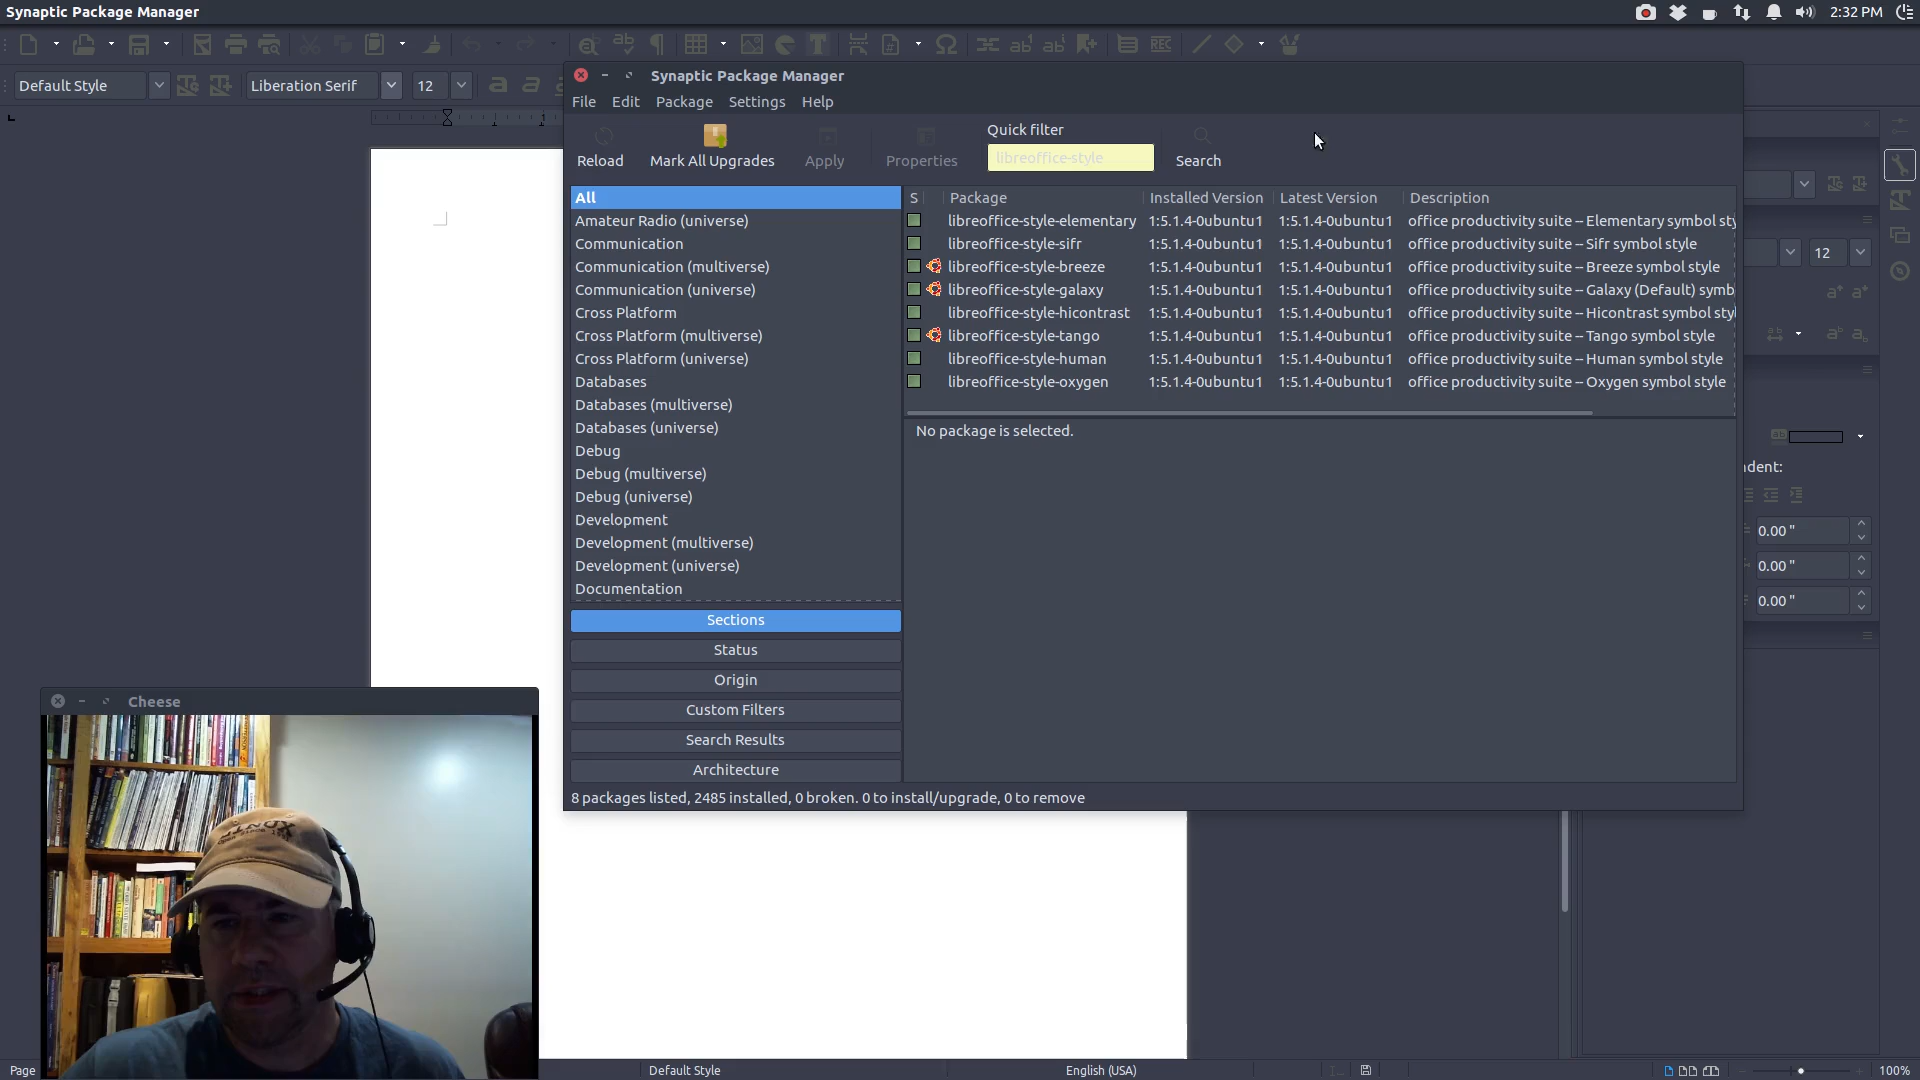 Synaptic Package Manager
2:32 PM
REC
Default Style
Liberation Serif
12
Synaptic Package Manager
File Edit Package Settings Help
Reload
Mark All Upgrades
Apply
Properties
Quick filter
libreoffice-style
Search
All
Amateur Radio (universe)
Communication
Communication (multiverse)
Communication (universe)
Cross Platform
Cross Platform (multiverse)
Cross Platform (universe)
Databases
Databases (multiverse)
Databases (universe)
Debug
Debug (multiverse)
Debug (universe)
Development
Development (multiverse)
Development (universe)
Documentation
Sections
Status
Origin
Custom Filters
Search Results
Architecture
S Package Installed Version Latest Version Description
libreoffice-style-elementary 1:5.1.4-0ubuntu1 1:5.1.4-0ubuntu1 office productivity suite -- Elementary symbol sty
libreoffice-style-sifr 1:5.1.4-0ubuntu1 1:5.1.4-0ubuntu1 office productivity suite -- Sifr symbol style
libreoffice-style-breeze 1:5.1.4-0ubuntu1 1:5.1.4-0ubuntu1 office productivity suite -- Breeze symbol style
libreoffice-style-galaxy 1:5.1.4-0ubuntu1 1:5.1.4-0ubuntu1 office productivity suite -- Galaxy (Default) symb
libreoffice-style-hicontrast 1:5.1.4-0ubuntu1 1:5.1.4-0ubuntu1 office productivity suite -- Hicontrast symbol styl
libreoffice-style-tango 1:5.1.4-0ubuntu1 1:5.1.4-0ubuntu1 office productivity suite -- Tango symbol style
libreoffice-style-human 1:5.1.4-0ubuntu1 1:5.1.4-0ubuntu1 office productivity suite -- Human symbol style
libreoffice-style-oxygen 1:5.1.4-0ubuntu1 1:5.1.4-0ubuntu1 office productivity suite -- Oxygen symbol style
No package is selected.
8 packages listed, 2485 installed, 0 broken. 0 to install/upgrade, 0 to remove
12
ndent:
0.00 "
0.00 "
0.00 "
Cheese
Page
Default Style
English (USA)
100%